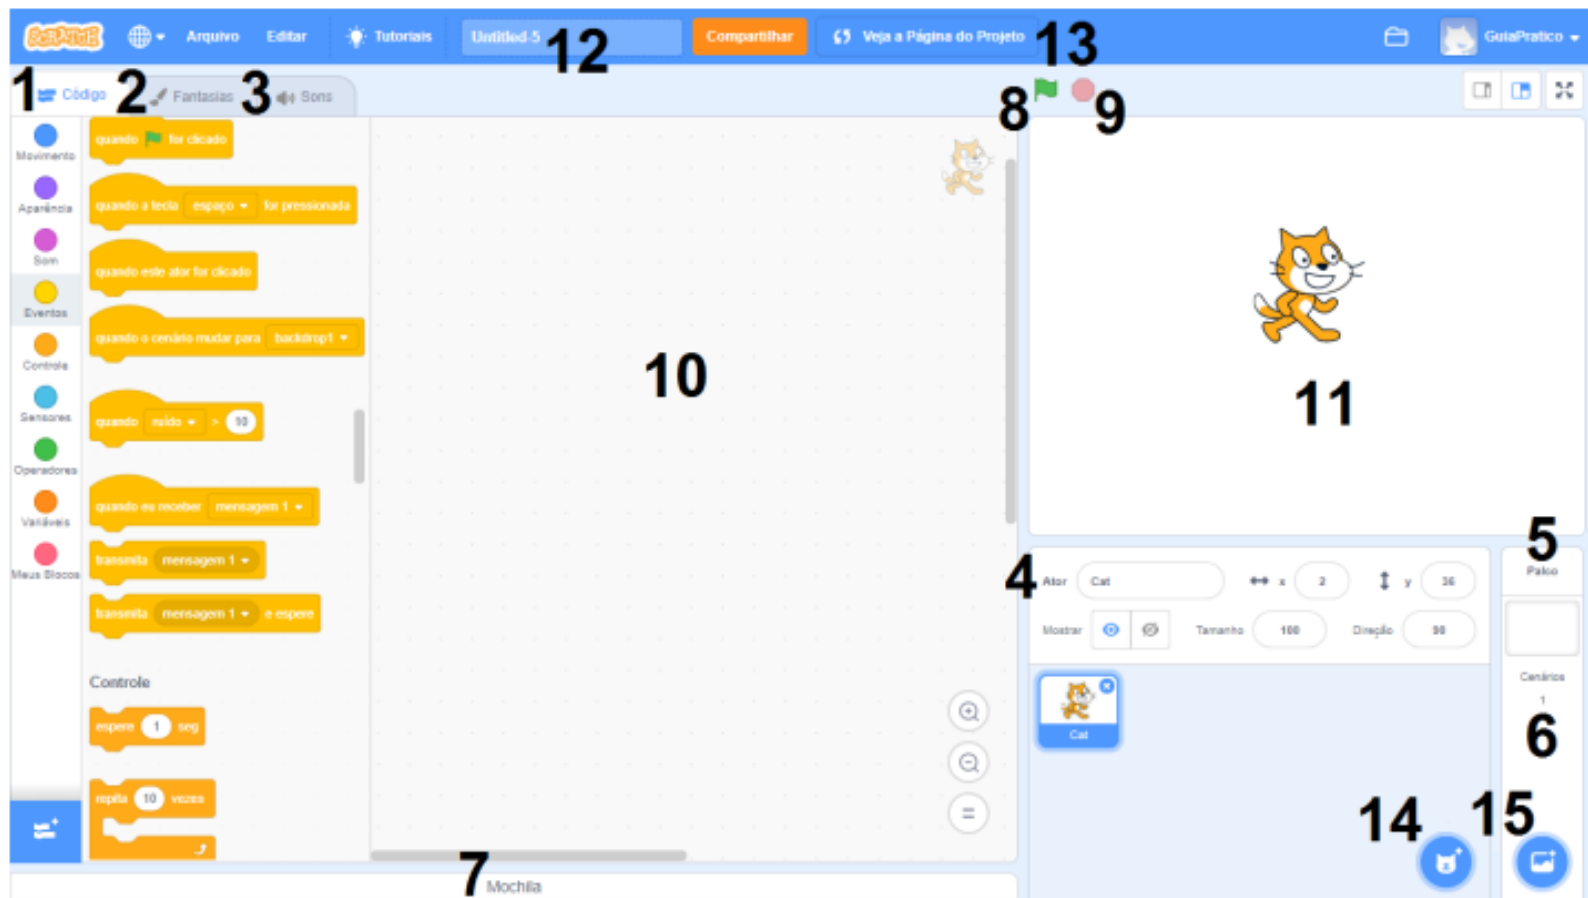 SCRATCH Arquivo Editar Tutoriais Untitled-5 12 Compartilhar Veja a Página do Projeto 13 GuiaPratico
1 Código 2 Fantasias 3 Sons 8 9
Movimento
Aparência
Som
Eventos
Controle
Sensores
Operadores
Variáveis
Meus Blocos
quando for clicado
quando a tecla espaço for pressionada
quando este ator for clicado
quando o cenário mudar para backdrop1
quando ruído > 10
quando eu receber mensagem 1
transmita mensagem 1
transmita mensagem 1 e espere
Controle
espere 1 seg
repita 10 vezes
10
=
7 Mochila
11
4 Ator Cat x 2 y 36
Mostrar Tamanho 100 Direção 90
Cat
5
Palco
Cenários
1
6
14 15